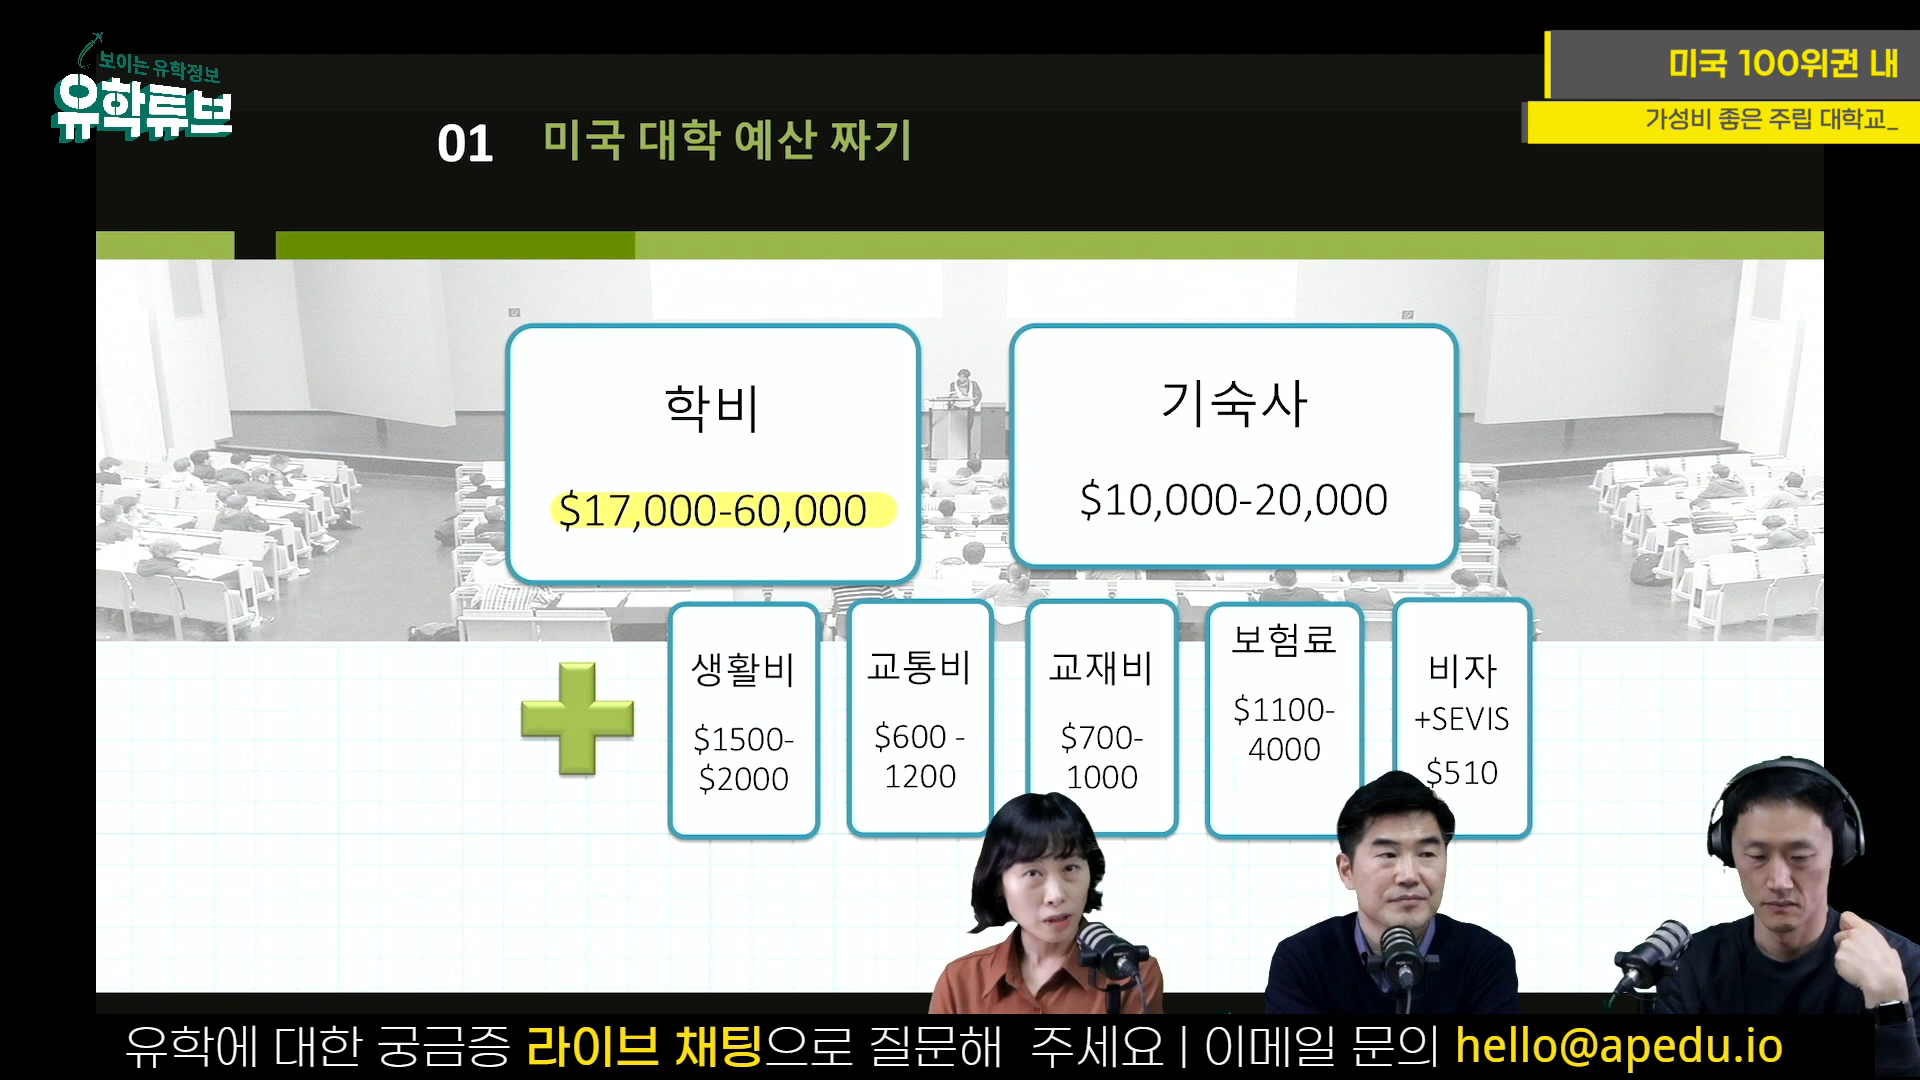 보이는 유학정보
유학튜브
미국 100위권 내
가성비 좋은 주립 대학교_
01 미국 대학 예산 짜기
학비
$17,000-60,000
기숙사
$10,000-20,000
생활비
$1500-
$2000
교통비
$600 -
1200
교재비
$700-
1000
보험료
$1100-
4000
비자
+SEVIS
$510
유학에 대한 궁금증 라이브 채팅으로 질문해 주세요 | 이메일 문의 hello@apedu.io